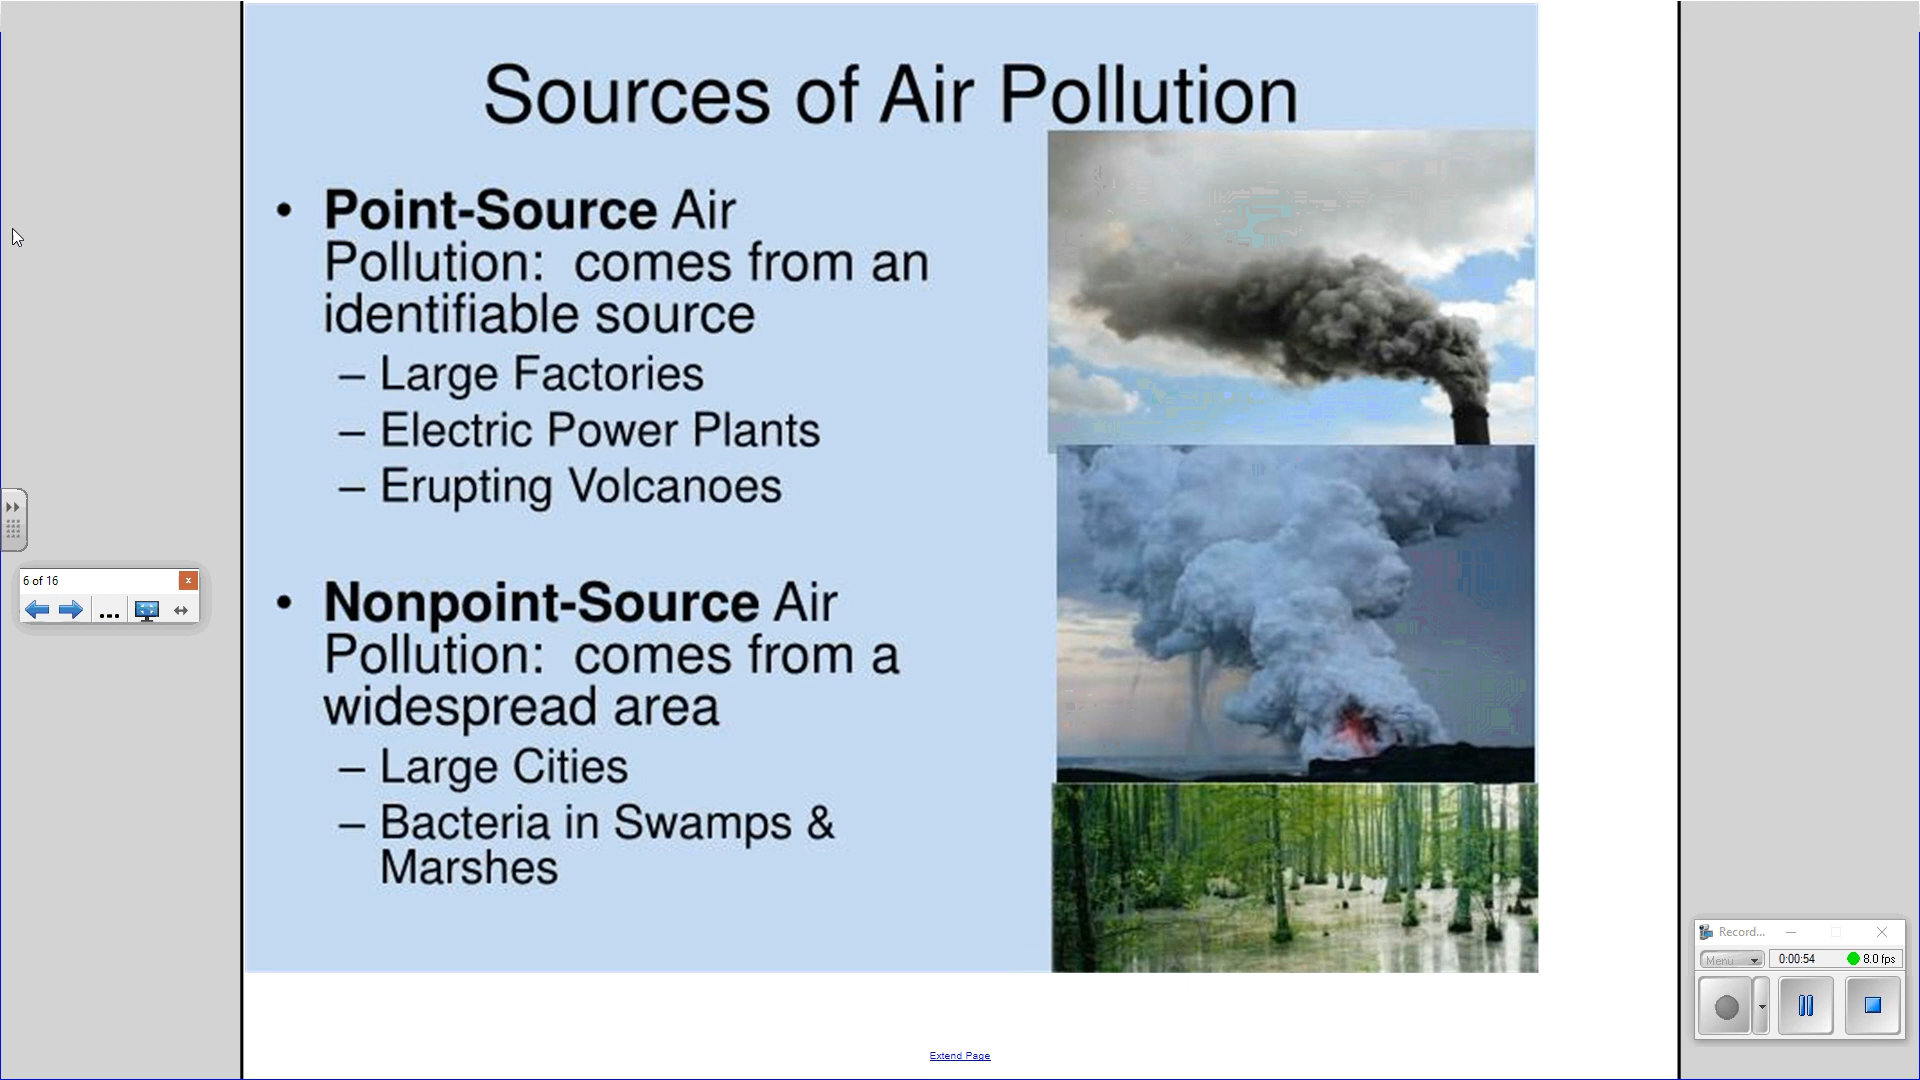 Sources of Air Pollution
• Point-Source Air
Pollution: comes from an
identifiable source
– Large Factories
– Electric Power Plants
– Erupting Volcanoes
• Nonpoint-Source Air
Pollution: comes from a
widespread area
– Large Cities
– Bacteria in Swamps &
Marshes
6 of 16
...
Record...
Menu
0:00:54
8.0 fps
Extend Page